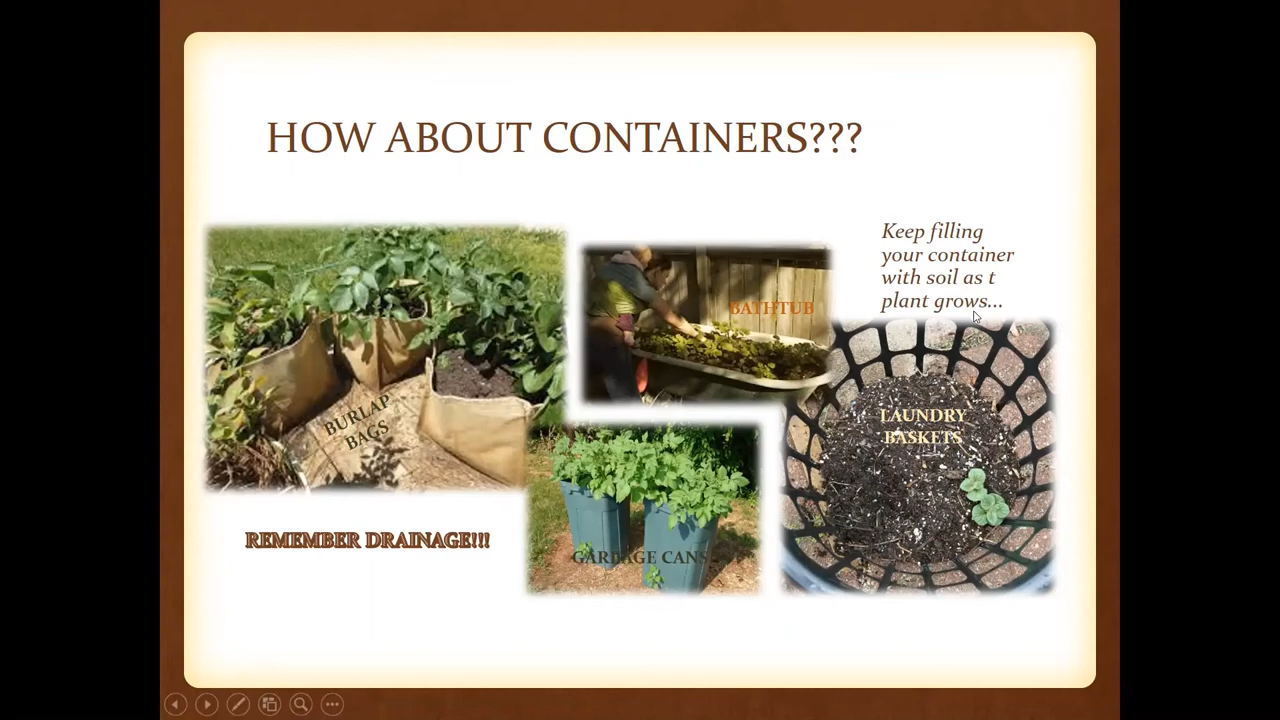 HOW ABOUT CONTAINERS???
Keep filling
your container
with soil as t
plant grows...
BATHTUB
BURLAP
BAGS
LAUNDRY
BASKETS
REMEMBER DRAINAGE!!!
GARBAGE CANS